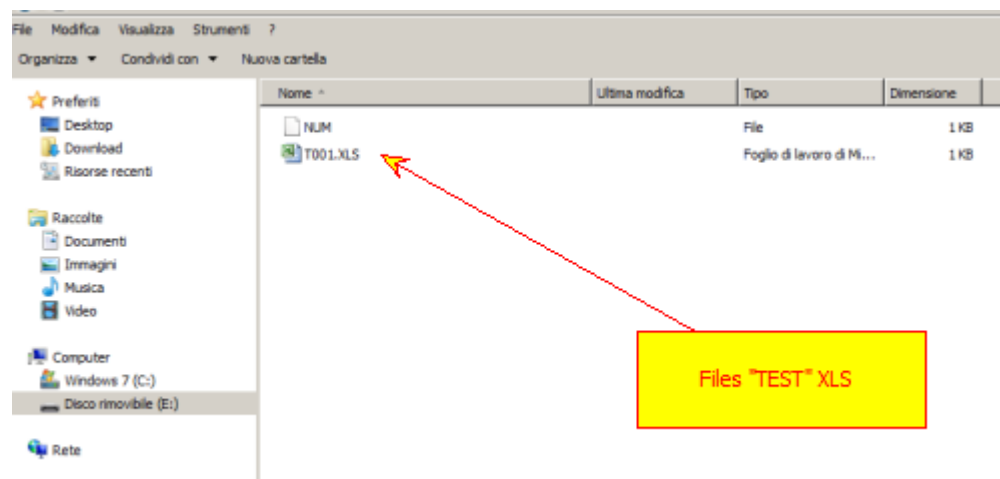 File Modifica Visualizza Strumenti ?
Organizza Condividi con Nuova cartella
Nome Ultima modifica Tipo Dimensione
Preferiti
Desktop
Download
Risorse recenti
Raccolte
Documenti
Immagini
Musica
Video
Computer
Windows 7 (C:)
Disco rimovibile (E:)
Rete
NUM File 1 KB
T001.XLS Foglio di lavoro di Mi... 1 KB
Files "TEST" XLS